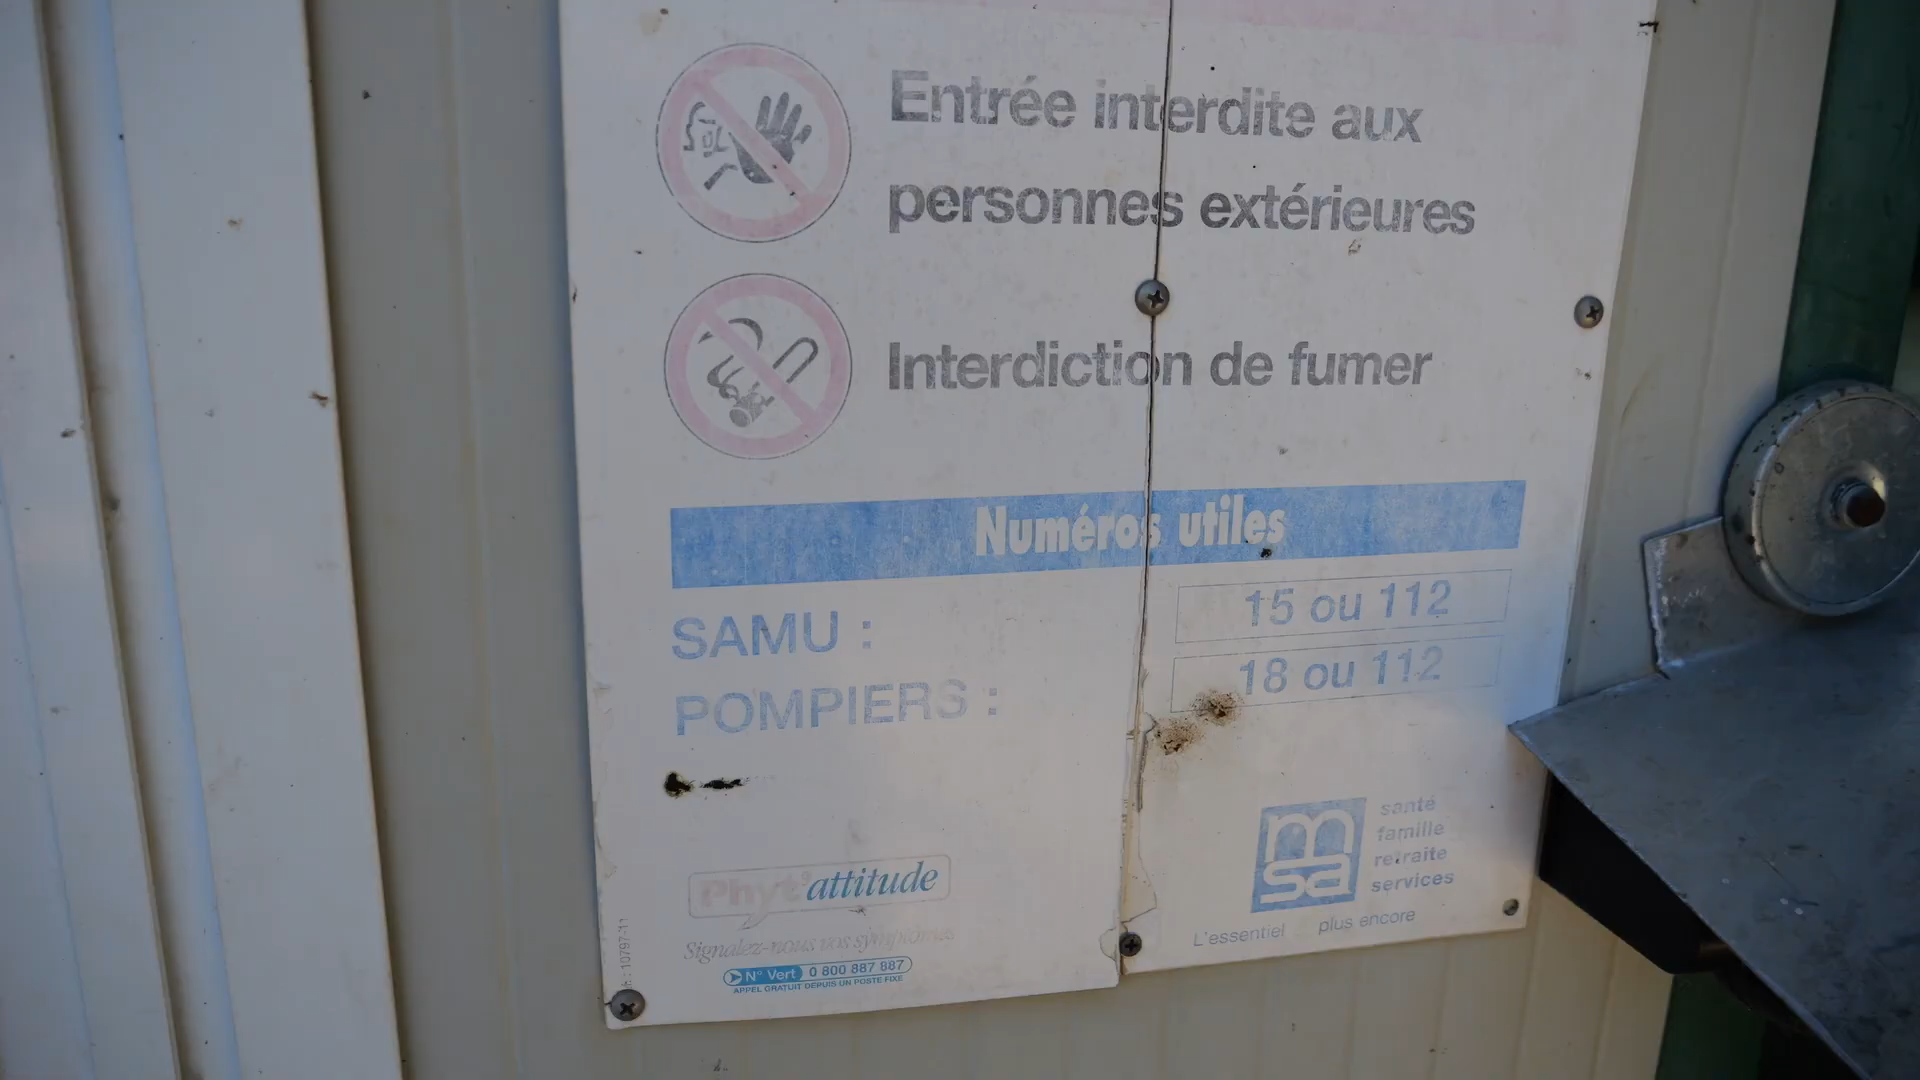 Entrée interdite aux
personnes extérieures
Interdiction de fumer
Numéros utiles
SAMU : 15 ou 112
POMPIERS : 18 ou 112
Phyt'attitude
Signalez-nous vos symptômes
N° Vert 0 800 887 887
APPEL GRATUIT DEPUIS UN POSTE FIXE
10797-11
msa
santé
famille
retraite
services
L'essentiel plus encore